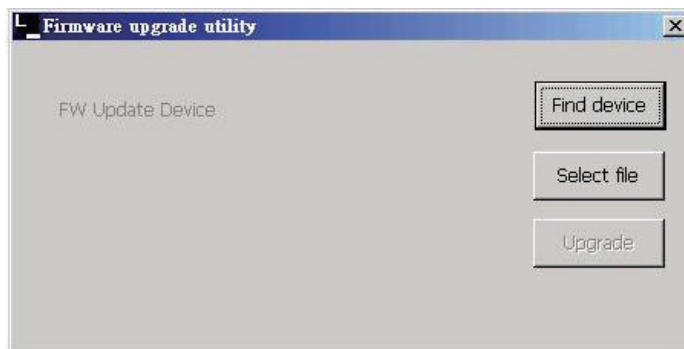 Firmware upgrade utility
FW Update Device
Find device
Select file
Upgrade